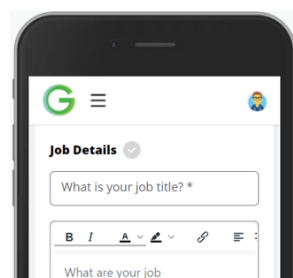 G
Job Details
What is your job title? *
B I A
What are your job